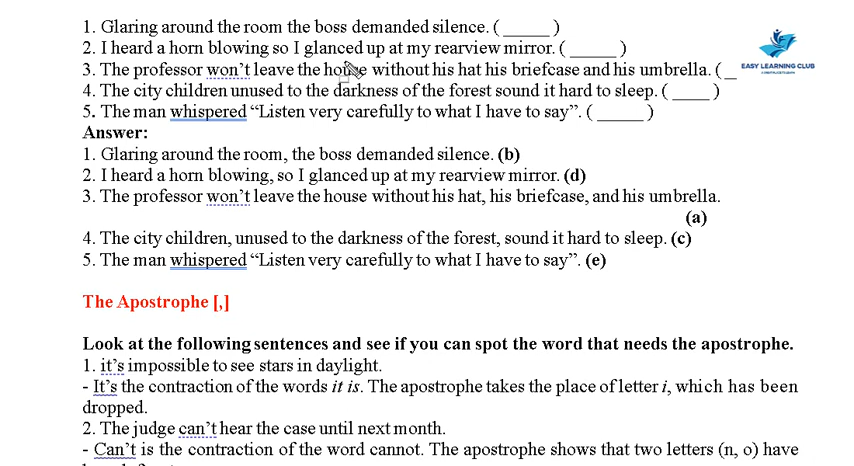 1. Glaring around the room the boss demanded silence. (_____)
2. I heard a horn blowing so I glanced up at my rearview mirror. (_____)
3. The professor won't leave the house without his hat his briefcase and his umbrella. (_
4. The city children unused to the darkness of the forest sound it hard to sleep. (____)
5. The man whispered “Listen very carefully to what I have to say”. (_____)
EASY LEARNING CLUB
Answer:
1. Glaring around the room, the boss demanded silence. (b)
2. I heard a horn blowing, so I glanced up at my rearview mirror. (d)
3. The professor won't leave the house without his hat, his briefcase, and his umbrella.
(a)
4. The city children, unused to the darkness of the forest, sound it hard to sleep. (c)
5. The man whispered “Listen very carefully to what I have to say”. (e)
The Apostrophe [,]
Look at the following sentences and see if you can spot the word that needs the apostrophe.
1. it's impossible to see stars in daylight.
- It's the contraction of the words it is. The apostrophe takes the place of letter i, which has been
dropped.
2. The judge can't hear the case until next month.
- Can't is the contraction of the word cannot. The apostrophe shows that two letters (n, o) have